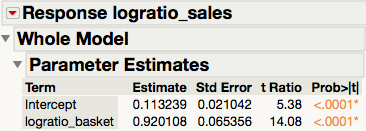 Response logratio_sales
Whole Model
Parameter Estimates
Term Estimate Std Error t Ratio Prob>|t|
Intercept 0.113239 0.021042 5.38 <.0001*
logratio_basket 0.920108 0.065356 14.08 <.0001*